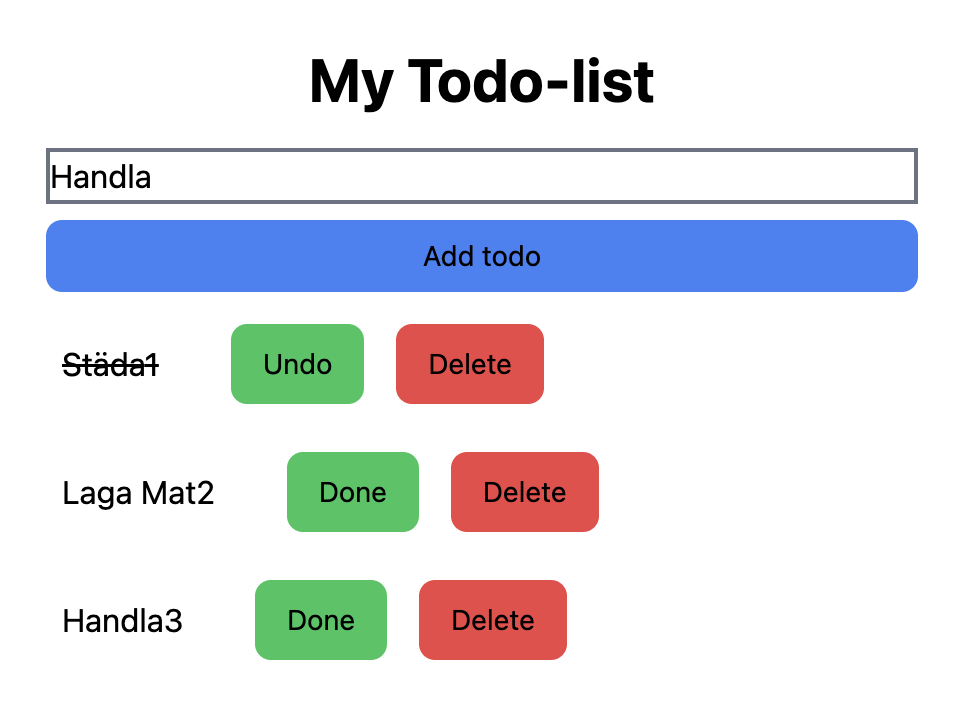 My Todo-list
Handla
Add todo
Städa1 Undo Delete
Laga Mat2 Done Delete
Handla3 Done Delete